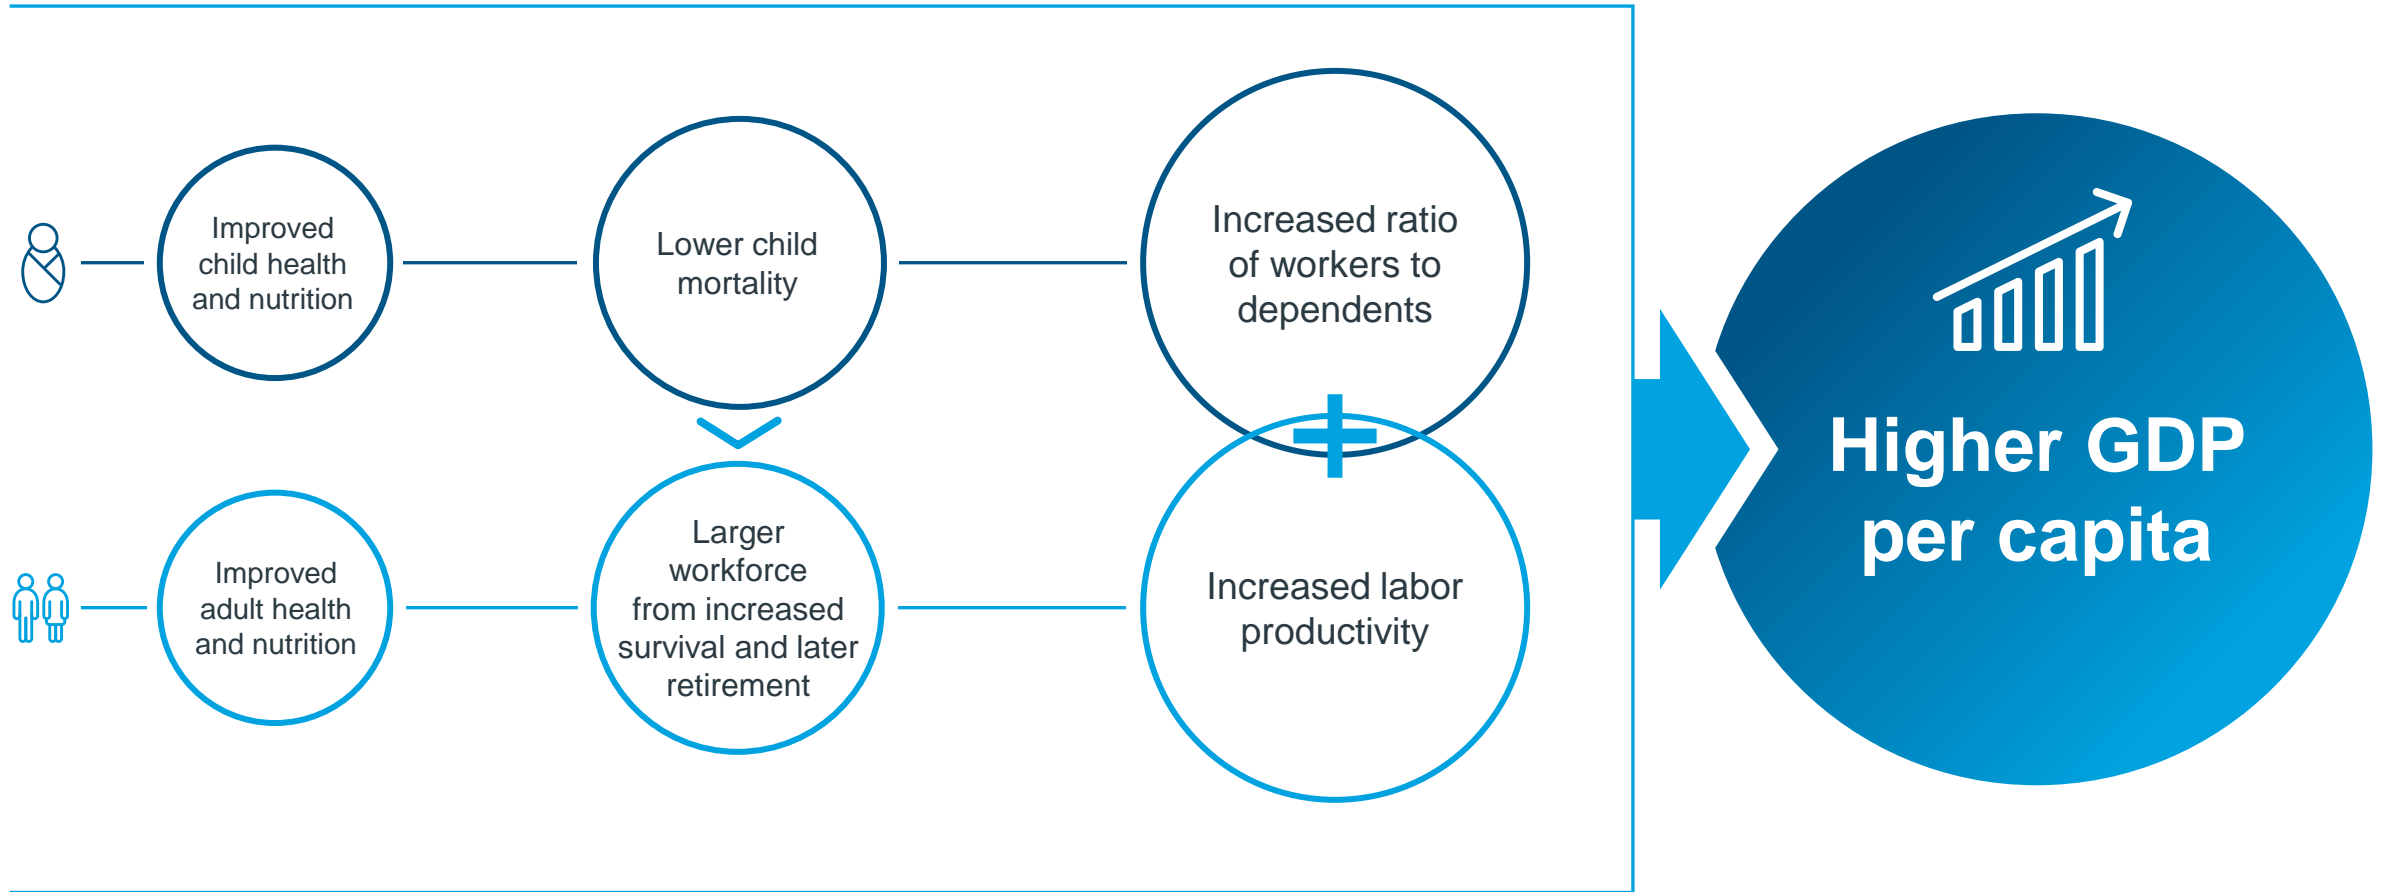 Improved
child health
and nutrition
Lower child
mortality
Increased ratio
of workers to
dependents
Improved
adult health
and nutrition
Larger
workforce
from increased
survival and later
retirement
Increased labor
productivity
Higher GDP
per capita